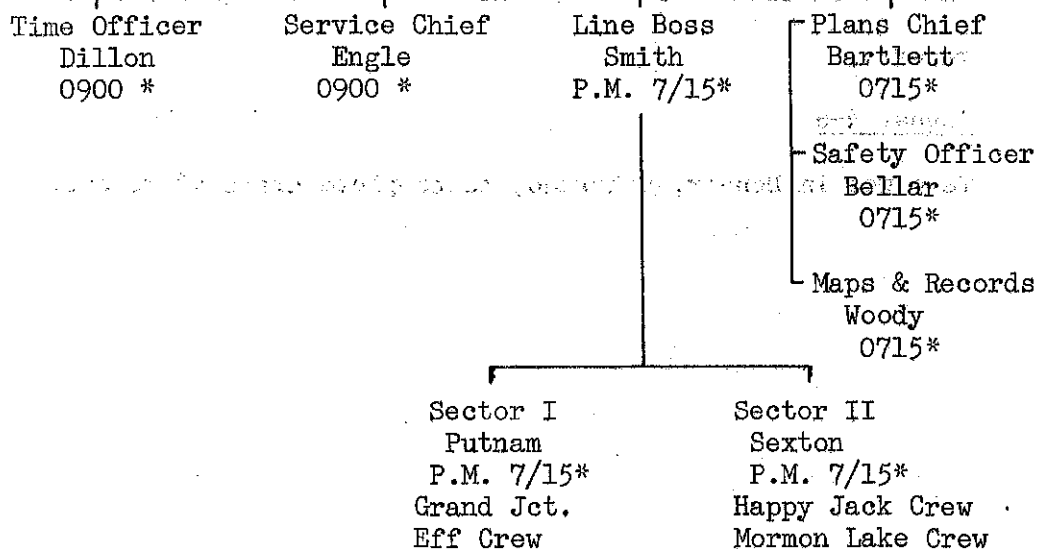 Time Officer
Dillon
0900 *
Service Chief
Engle
0900 *
Line Boss
Smith
P.M. 7/15*
Plans Chief
Bartlett
0715*
Safety Officer
Bellar
0715*
Maps & Records
Woody
0715*
Sector I
Putnam
P.M. 7/15*
Grand Jct.
Eff Crew
Sector II
Sexton
P.M. 7/15*
Happy Jack Crew
Mormon Lake Crew